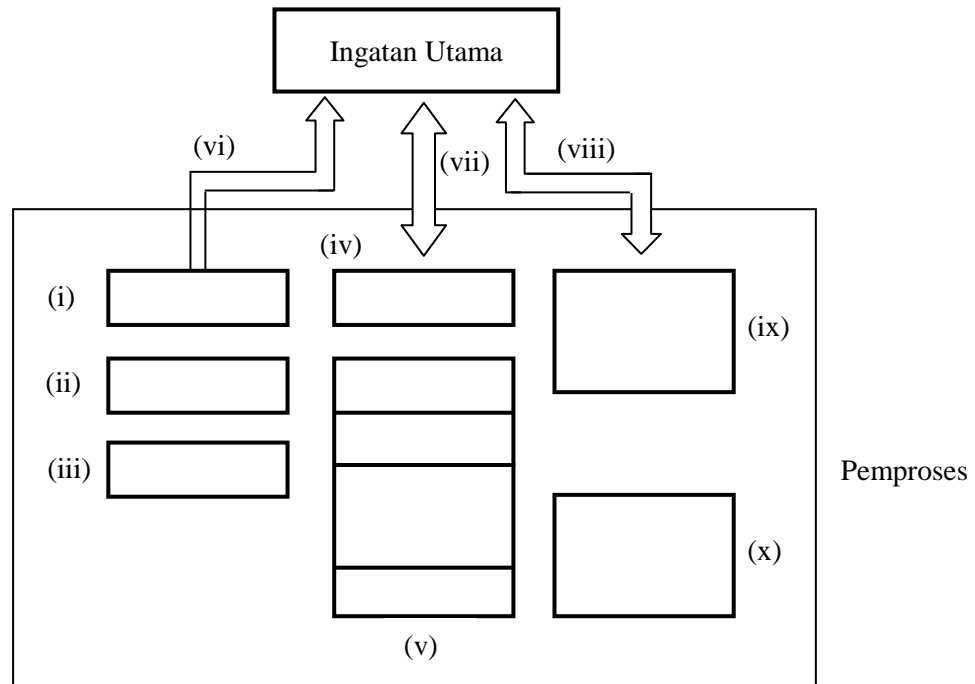 Ingatan Utama
(vi)
(vii)
(viii)
(iv)
(i)
(ix)
(ii)
(iii)
Pemproses
(x)
(v)